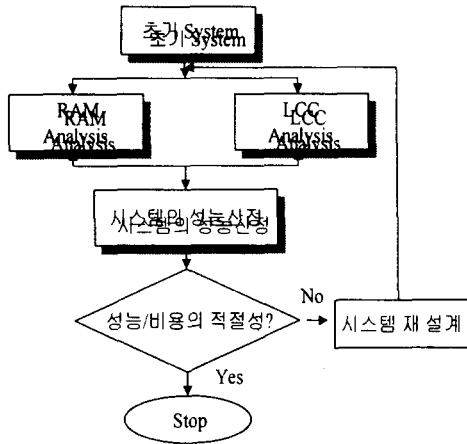 초기 System
RAM
Analysis
LCC
Analysis
시스템의 성능산정
성능/비용의 적절성?
No
시스템 재 설계
Yes
Stop